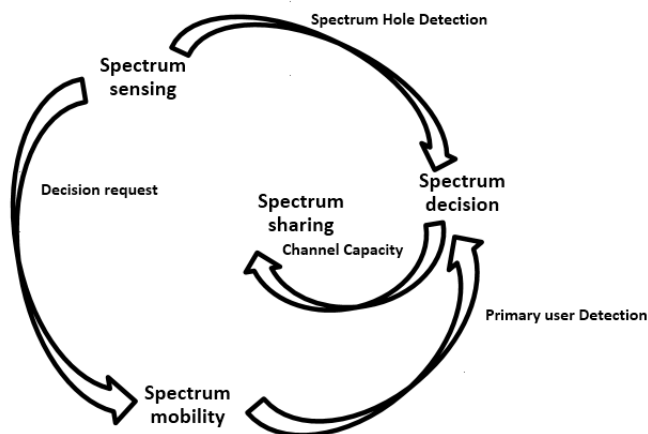 Spectrum Hole Detection
Spectrum
sensing
Decision request
Spectrum
decision
Spectrum
sharing
Channel Capacity
Primary user Detection
Spectrum
mobility